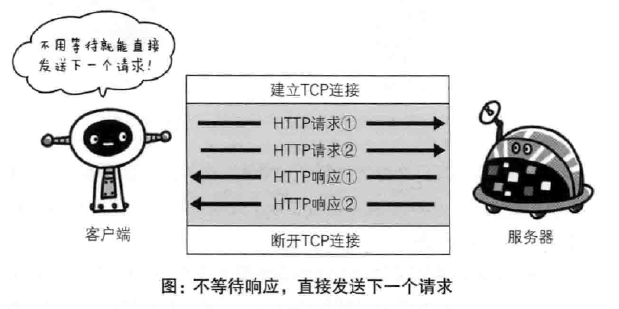 不用等待就能直接
发送下一个请求!
建立TCP连接
HTTP请求①
HTTP请求②
HTTP响应①
HTTP响应②
断开TCP连接
客户端
服务器
图：不等待响应，直接发送下一个请求